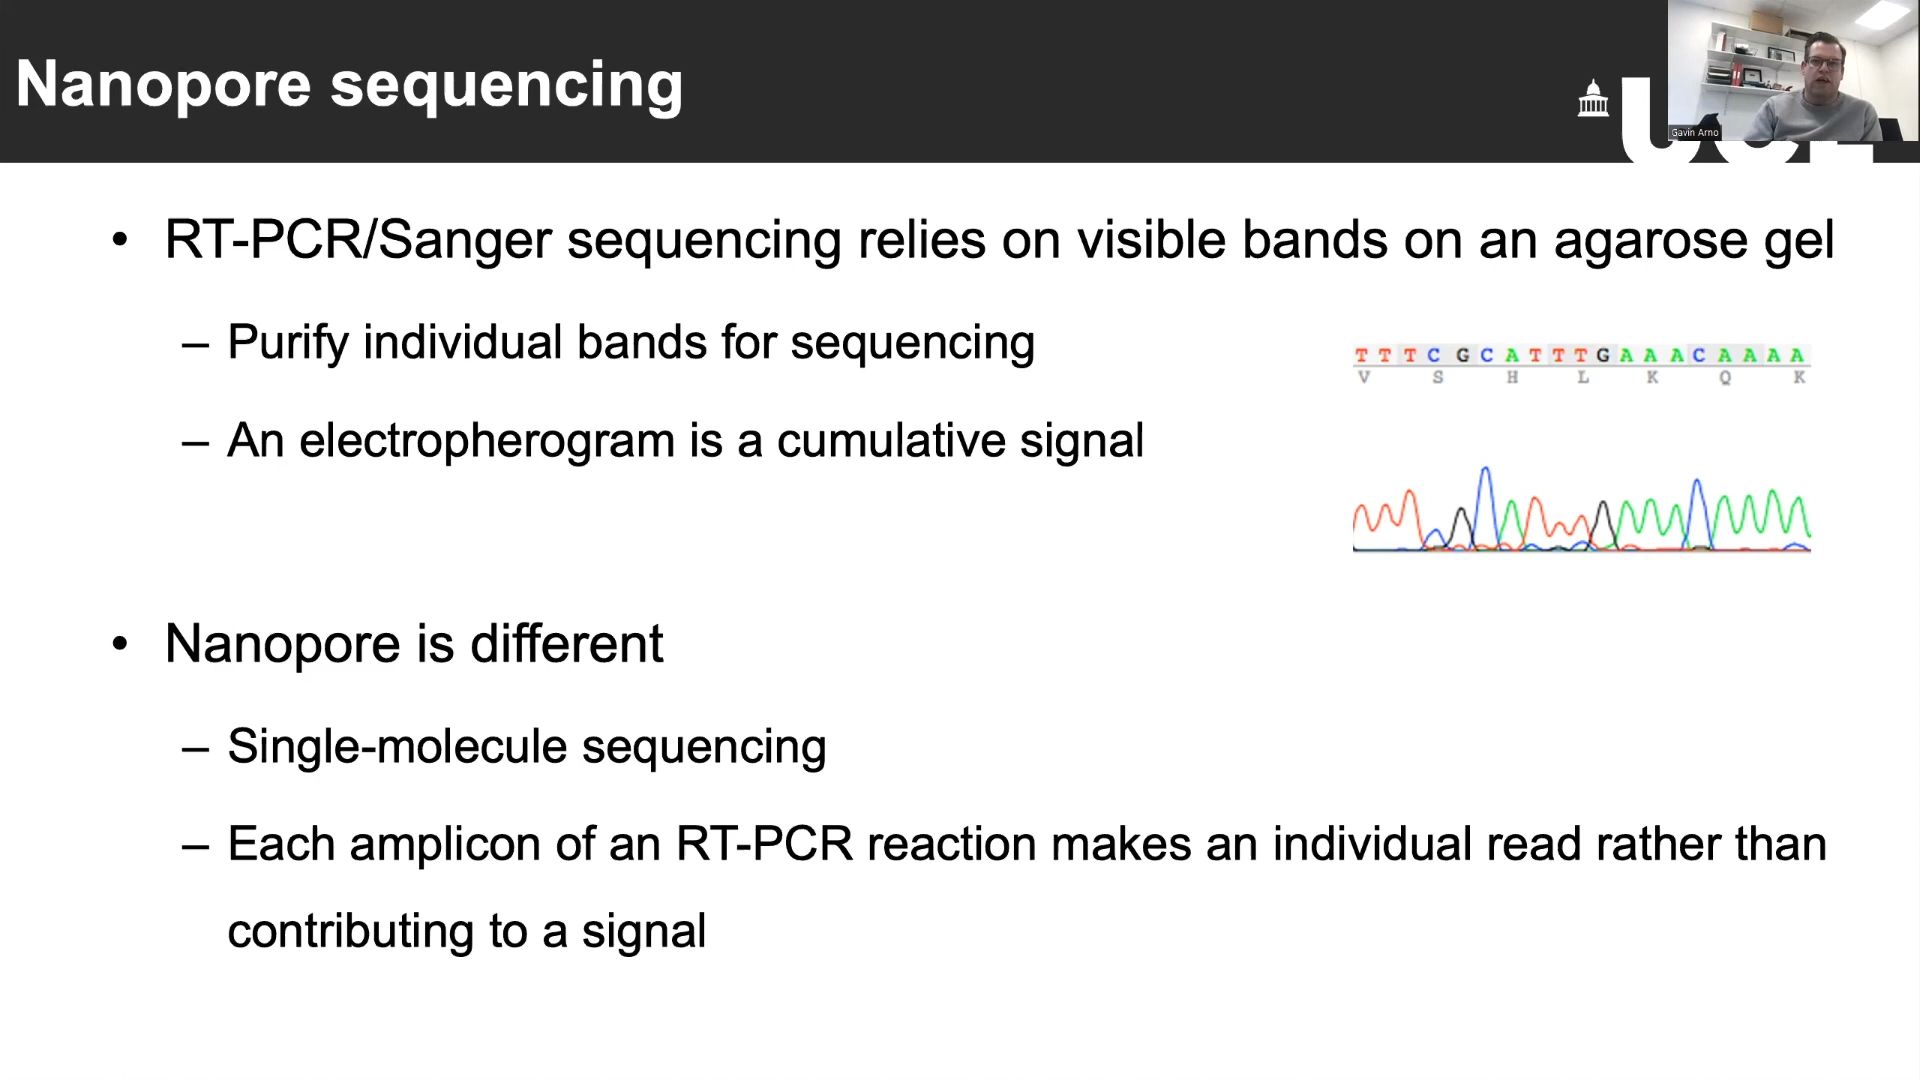 Nanopore sequencing
Gavin Arno
• RT-PCR/Sanger sequencing relies on visible bands on an agarose gel
– Purify individual bands for sequencing
– An electropherogram is a cumulative signal
T T T C G C A T T T G A A A C A A A A
V S H L K Q K
• Nanopore is different
– Single-molecule sequencing
– Each amplicon of an RT-PCR reaction makes an individual read rather than
contributing to a signal